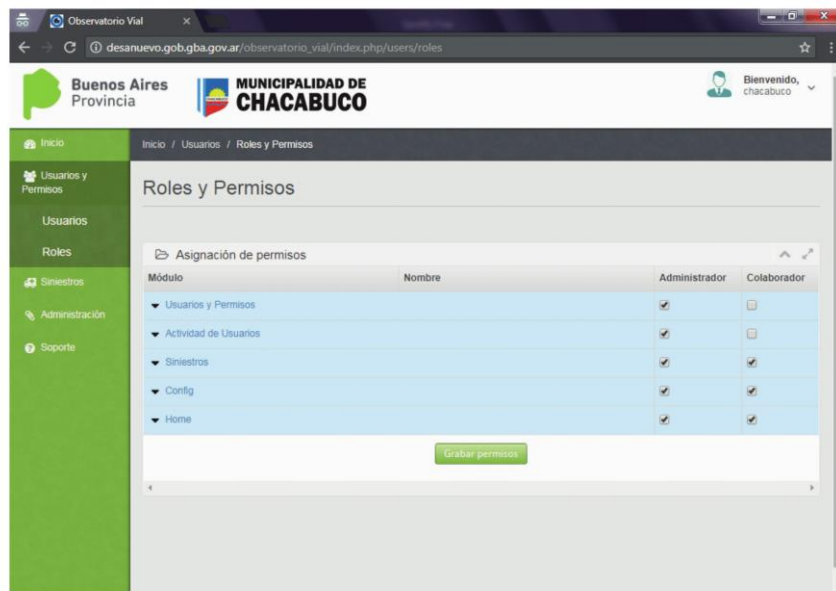 Observatorio Vial
desanuevo.gob.gba.gov.ar/observatorio_vial/index.php/users/roles
Buenos Aires
Provincia
MUNICIPALIDAD DE
CHACABUCO
Bienvenido,
chacabuco
Inicio
Usuarios y
Permisos
Usuarios
Roles
Siniestros
Administración
Soporte
Inicio / Usuarios / Roles y Permisos
Roles y Permisos
Asignación de permisos
Módulo Nombre Administrador Colaborador
Usuarios y Permisos
Actividad de Usuarios
Siniestros
Config
Home
Grabar permisos